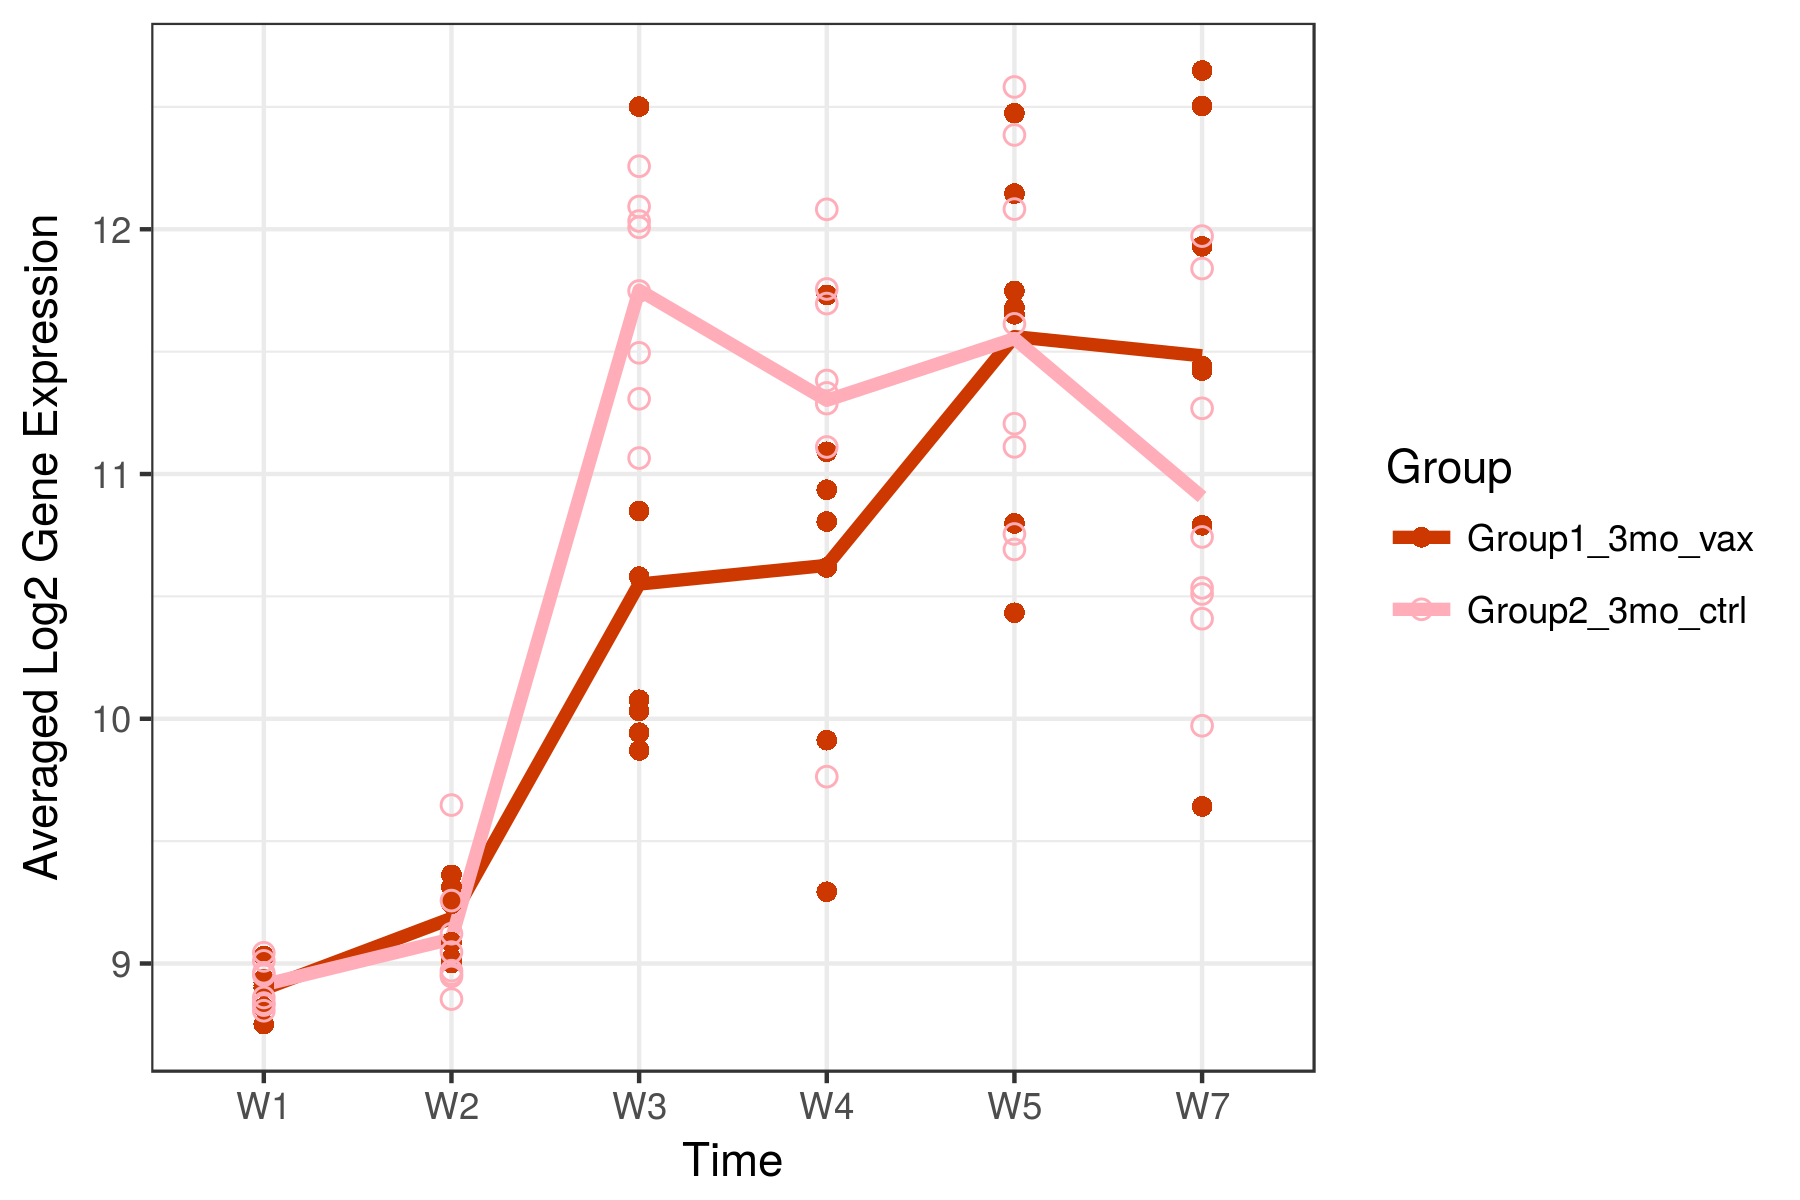 Averaged Log2 Gene Expression
12
11
10
9
W1 W2 W3 W4 W5 W7
Time
Group
Group1_3mo_vax
Group2_3mo_ctrl